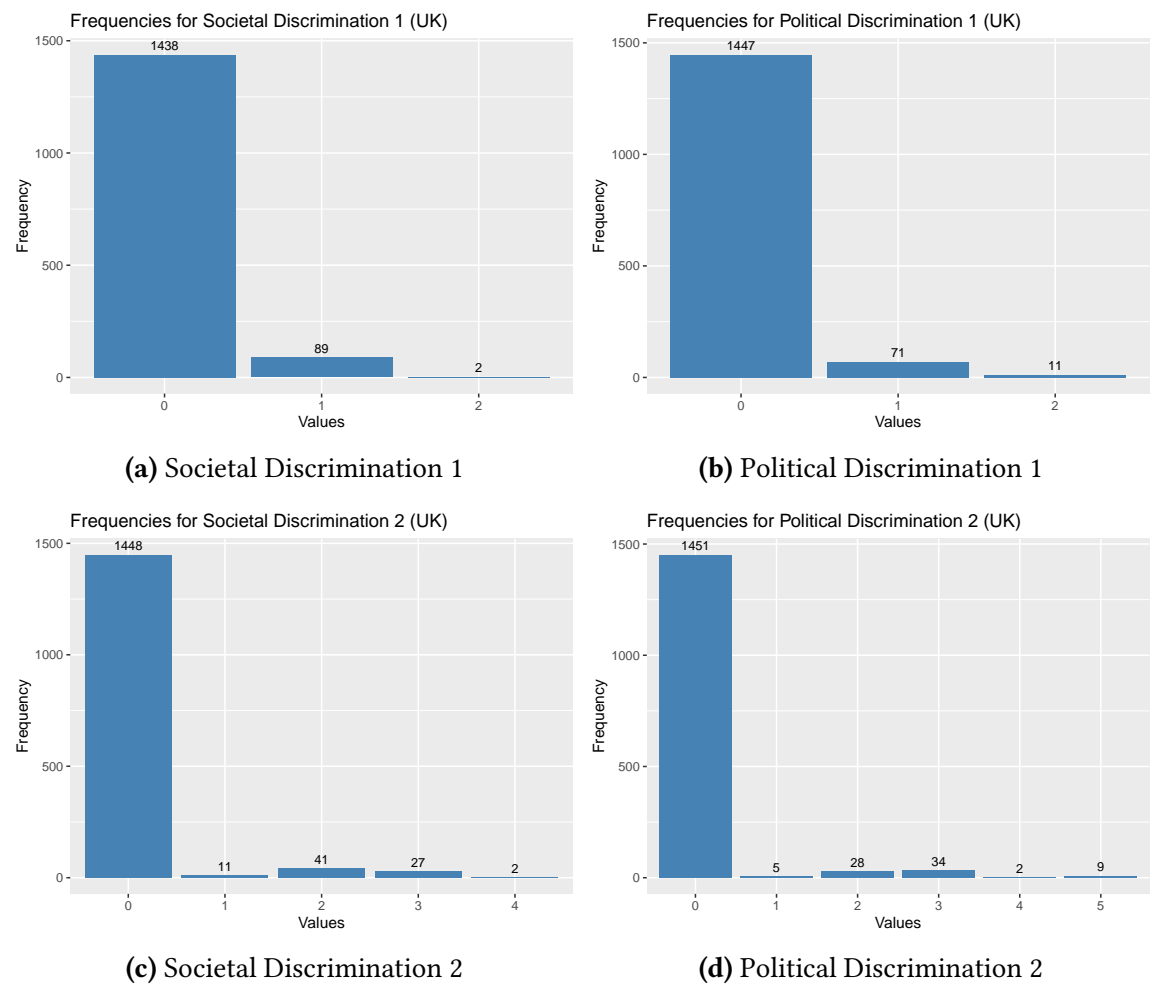 Frequencies for Societal Discrimination 1 (UK)
1500
1000
500
0
Frequency
1438
89
2
0 1 2
Values
(a) Societal Discrimination 1
Frequencies for Political Discrimination 1 (UK)
1500
1000
500
0
Frequency
1447
71
11
0 1 2
Values
(b) Political Discrimination 1
Frequencies for Societal Discrimination 2 (UK)
1500
1000
500
0
Frequency
1448
11
41
27
2
0 1 2 3 4
Values
(c) Societal Discrimination 2
Frequencies for Political Discrimination 2 (UK)
1500
1000
500
0
Frequency
1451
5
28
34
2
9
0 1 2 3 4 5
Values
(d) Political Discrimination 2